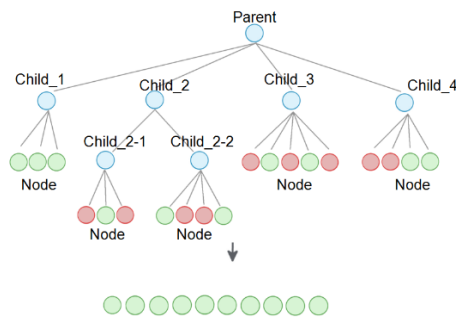 Parent
Child_1
Child_2
Child_3
Child_4
Child_2-1
Child_2-2
Node
Node
Node
Node
Node